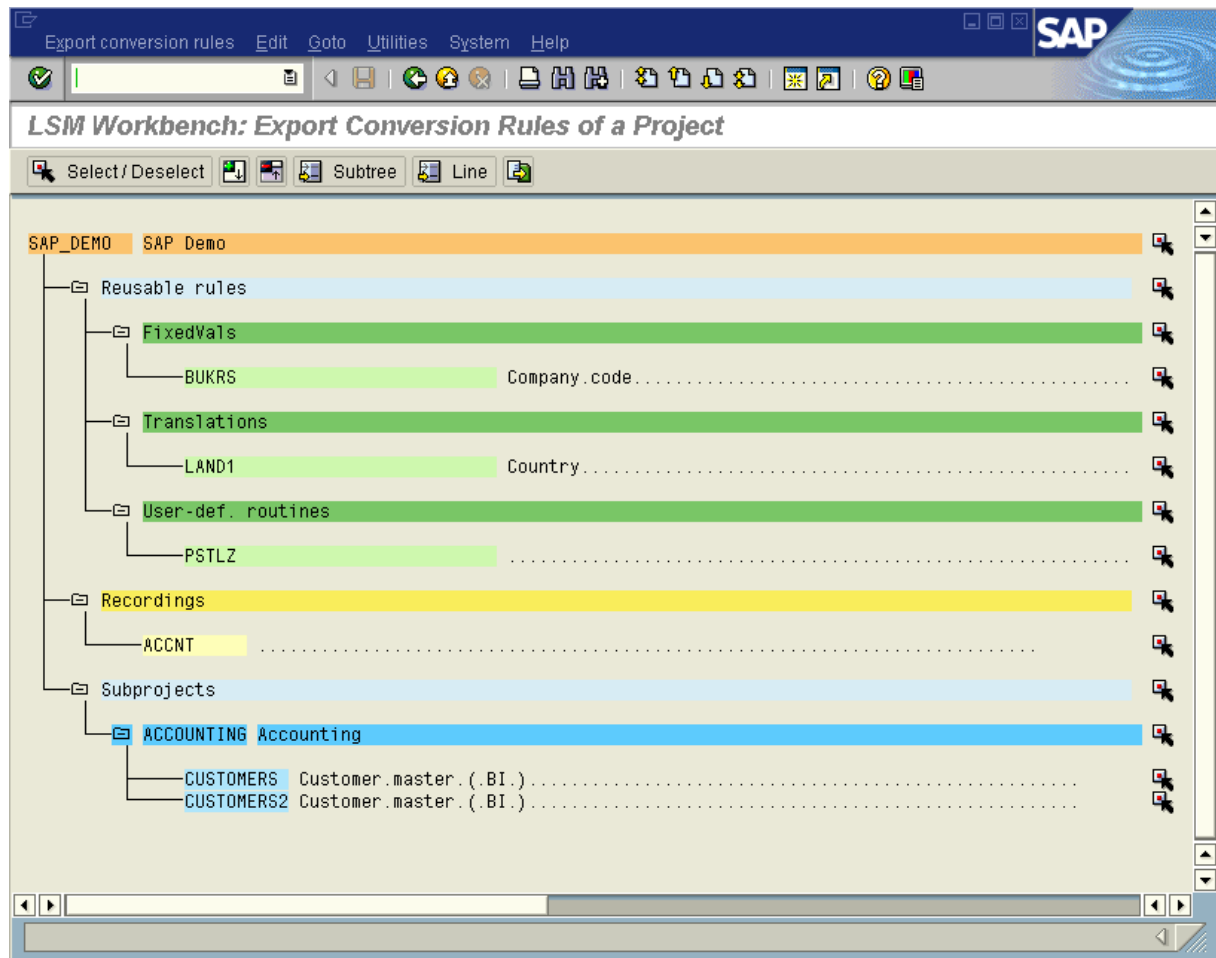 Export conversion rules Edit Goto Utilities System Help
SAP
LSM Workbench: Export Conversion Rules of a Project
Select / Deselect Subtree Line
SAP_DEMO SAP Demo
Reusable rules
FixedVals
BUKRS Company.code................................................
Translations
LAND1 Country.....................................................
User-def. routines
PSTLZ ............................................................
Recordings
ACCNT ...........................................................................
Subprojects
ACCOUNTING Accounting
CUSTOMERS Customer.master.(.BI.).....................................................
CUSTOMERS2 Customer.master.(.BI.).....................................................